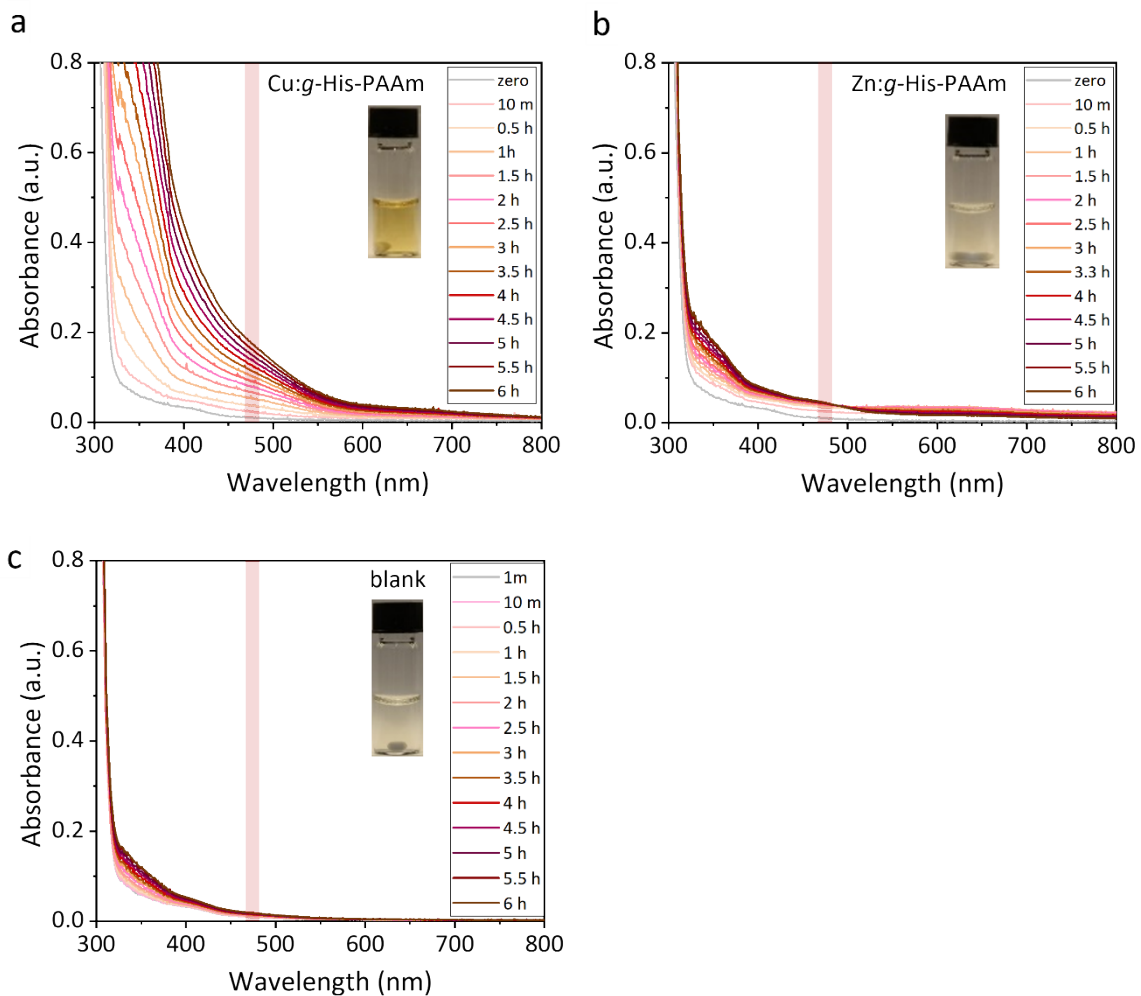 a
Absorbance (a.u.)
0.8
0.6
0.4
0.2
0.0
300 400 500 600 700 800
Wavelength (nm)
Cu:g-His-PAAm
zero
10 m
0.5 h
1h
1.5 h
2 h
2.5 h
3 h
3.5 h
4 h
4.5 h
5 h
5.5 h
6 h
b
Absorbance (a.u.)
0.8
0.6
0.4
0.2
0.0
300 400 500 600 700 800
Wavelength (nm)
Zn:g-His-PAAm
zero
10 m
0.5 h
1 h
1.5 h
2 h
2.5 h
3 h
3.3 h
4 h
4.5 h
5 h
5.5 h
6 h
c
Absorbance (a.u.)
0.8
0.6
0.4
0.2
0.0
300 400 500 600 700 800
Wavelength (nm)
blank
1m
10 m
0.5 h
1 h
1.5 h
2 h
2.5 h
3 h
3.5 h
4 h
4.5 h
5 h
5.5 h
6 h